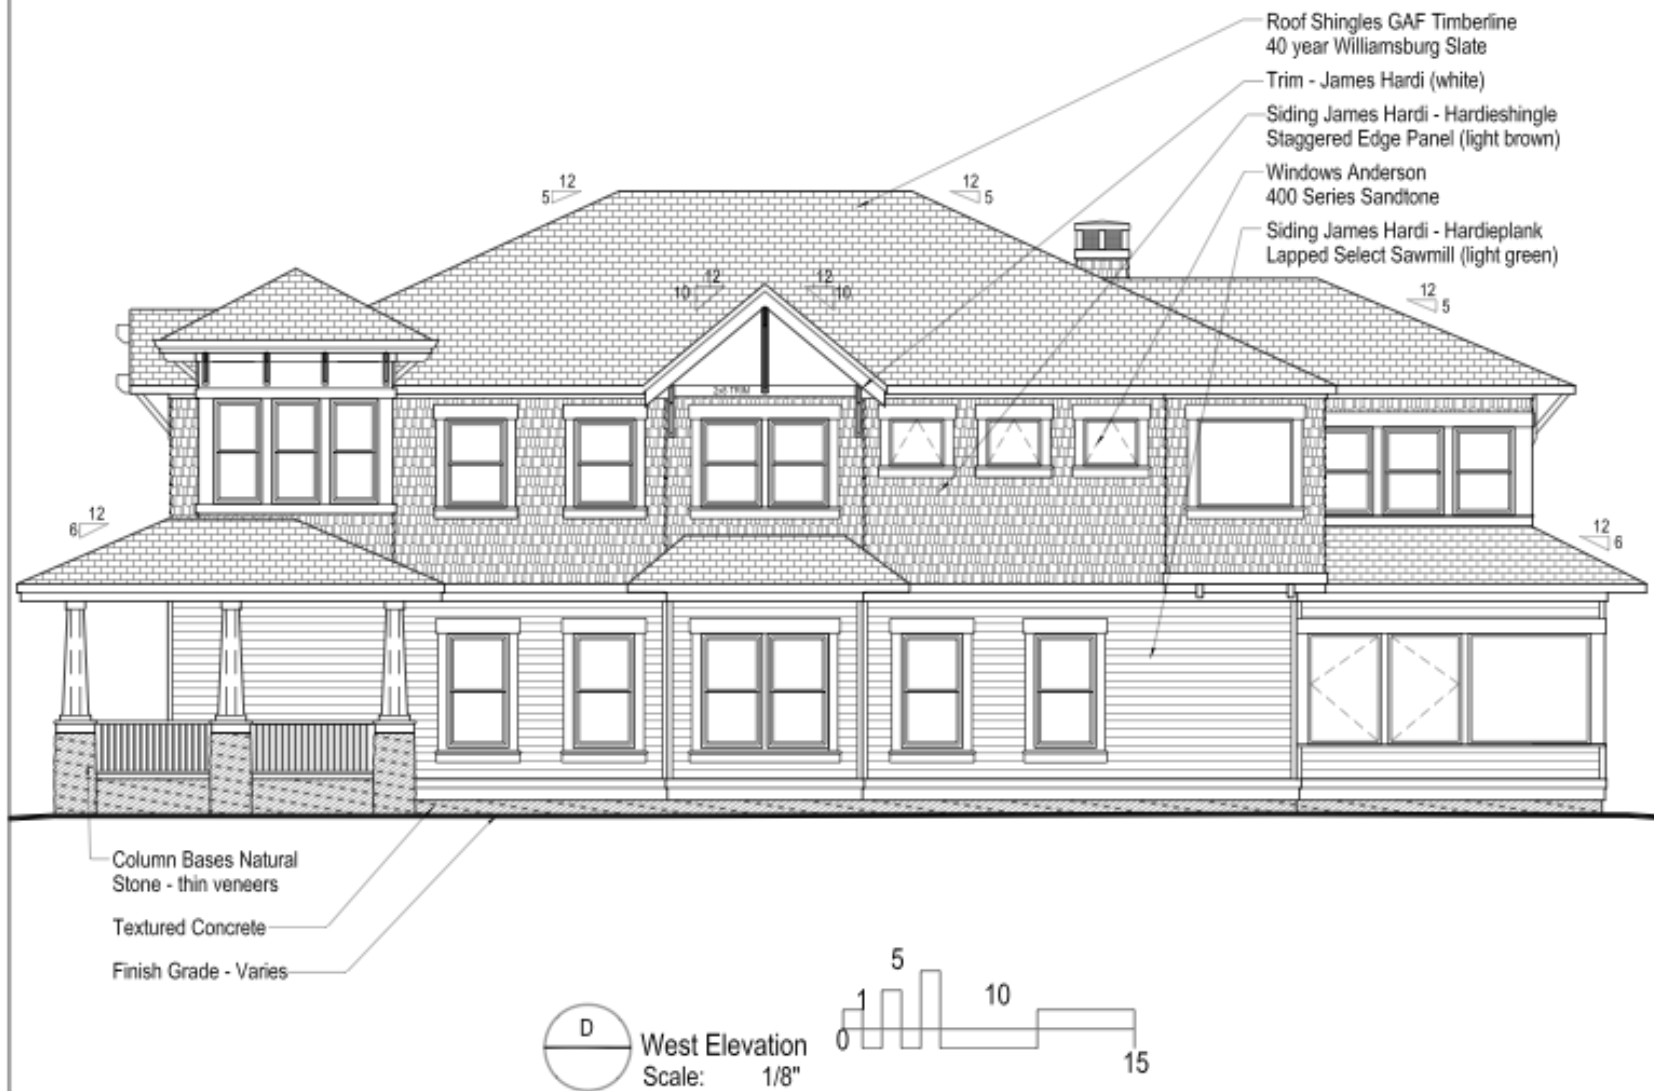 Roof Shingles GAF Timberline
40 year Williamsburg Slate
Trim - James Hardi (white)
Siding James Hardi - Hardieshingle
Staggered Edge Panel (light brown)
Windows Anderson
400 Series Sandtone
Siding James Hardi - Hardieplank
Lapped Select Sawmill (light green)
12
5
12
5
12
10
12
10
12
5
12
6
12
6
TRIM
Column Bases Natural
Stone - thin veneers
Textured Concrete
Finish Grade - Varies
D
West Elevation
Scale: 1/8"
0
1
5
10
15